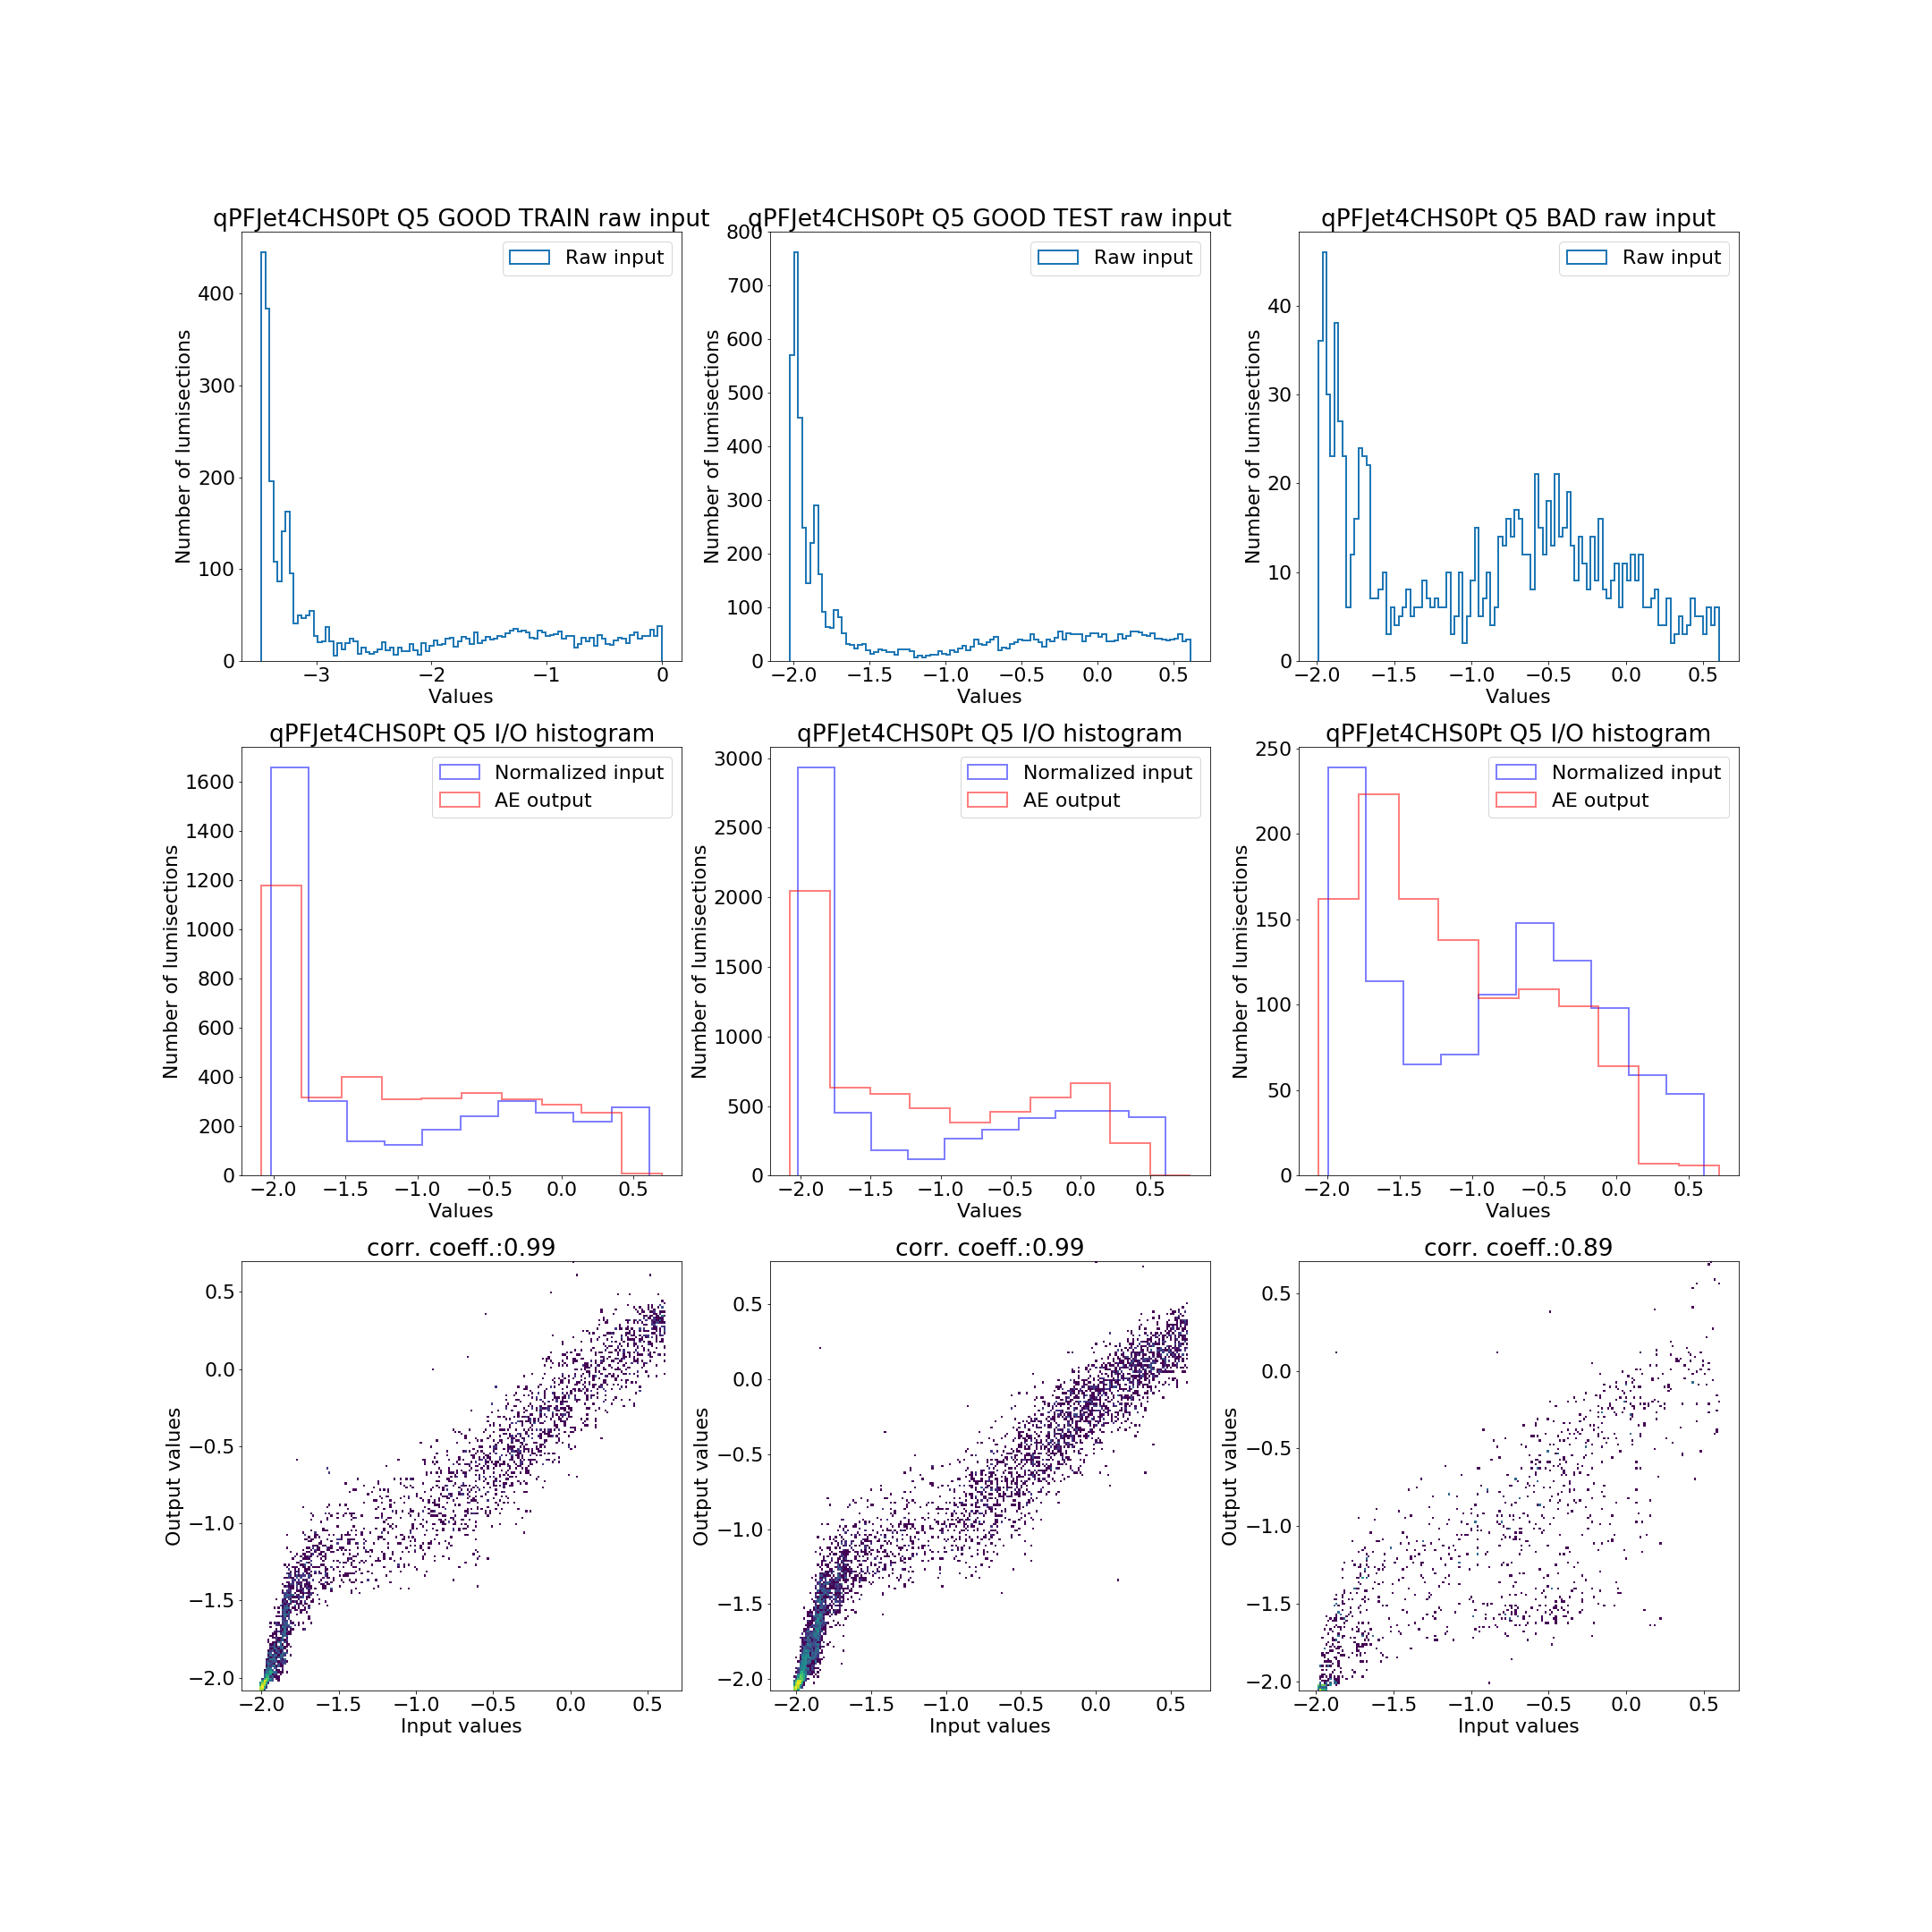 qPFJet4CHS0Pt Q5 GOOD TRAIN raw input
Raw input
400
300
200
100
0
Number of lumisections
−3 −2 −1 0
Values
qPFJet4CHS0Pt Q5 GOOD TEST raw input
Raw input
800
700
600
500
400
300
200
100
0
Number of lumisections
−2.0 −1.5 −1.0 −0.5 0.0 0.5
Values
qPFJet4CHS0Pt Q5 BAD raw input
Raw input
40
30
20
10
0
Number of lumisections
−2.0 −1.5 −1.0 −0.5 0.0 0.5
Values
qPFJet4CHS0Pt Q5 I/O histogram
Normalized input
AE output
1600
1400
1200
1000
800
600
400
200
0
Number of lumisections
−2.0 −1.5 −1.0 −0.5 0.0 0.5
Values
qPFJet4CHS0Pt Q5 I/O histogram
Normalized input
AE output
3000
2500
2000
1500
1000
500
0
Number of lumisections
−2.0 −1.5 −1.0 −0.5 0.0 0.5
Values
qPFJet4CHS0Pt Q5 I/O histogram
Normalized input
AE output
250
200
150
100
50
0
Number of lumisections
−2.0 −1.5 −1.0 −0.5 0.0 0.5
Values
corr. coeff.:0.99
0.5
0.0
−0.5
−1.0
−1.5
−2.0
Output values
−2.0 −1.5 −1.0 −0.5 0.0 0.5
Input values
corr. coeff.:0.99
0.5
0.0
−0.5
−1.0
−1.5
−2.0
Output values
−2.0 −1.5 −1.0 −0.5 0.0 0.5
Input values
corr. coeff.:0.89
0.5
0.0
−0.5
−1.0
−1.5
−2.0
Output values
−2.0 −1.5 −1.0 −0.5 0.0 0.5
Input values